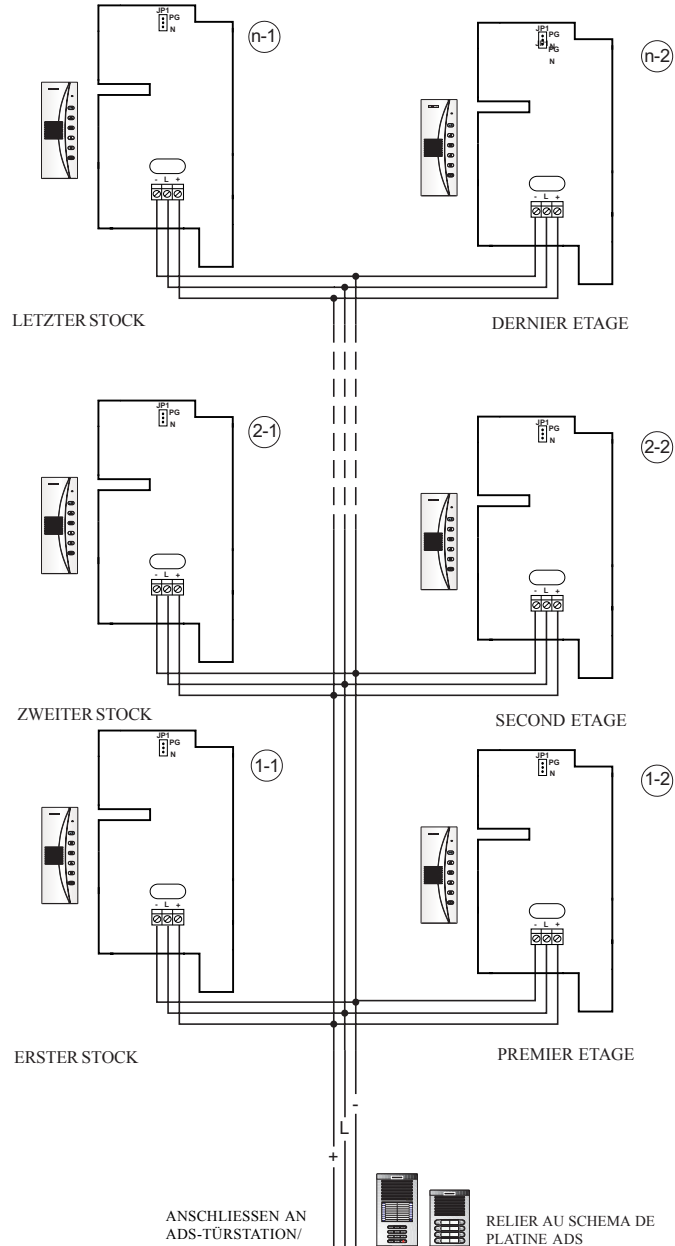 JP1
PG
N
n-1
- L +
JP1
PG
JP1
N
PG
N
n-2
- L +
LETZTER STOCK
DERNIER ETAGE
JP1
PG
N
2-1
- L +
JP1
PG
N
2-2
- L +
ZWEITER STOCK
SECOND ETAGE
JP1
PG
N
1-1
- L +
JP1
PG
N
1-2
- L +
ERSTER STOCK
PREMIER ETAGE
-
L
+
ANSCHLIESSEN AN
ADS-TÜRSTATION/
RELIER AU SCHEMA DE
PLATINE ADS